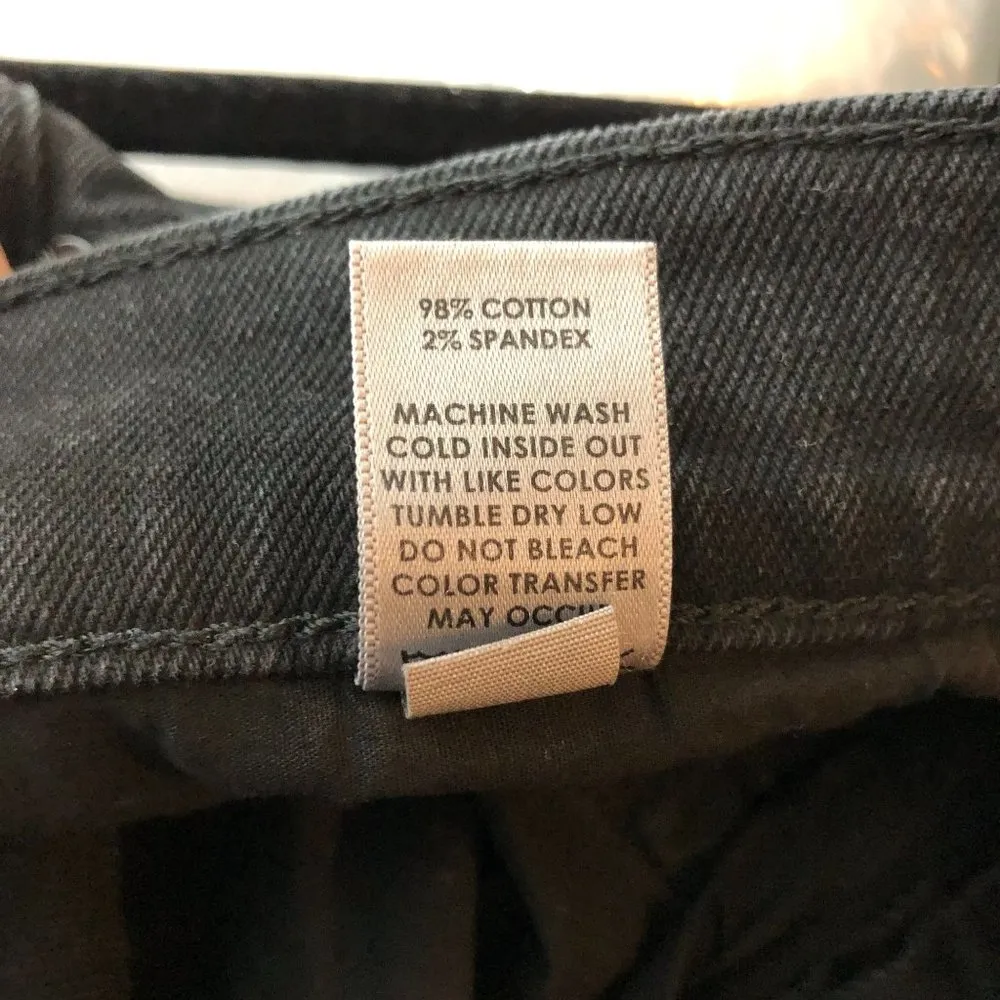 98% COTTON
2% SPANDEX
MACHINE WASH
COLD INSIDE OUT
WITH LIKE COLORS
TUMBLE DRY LOW
DO NOT BLEACH
COLOR TRANSFER
MAY